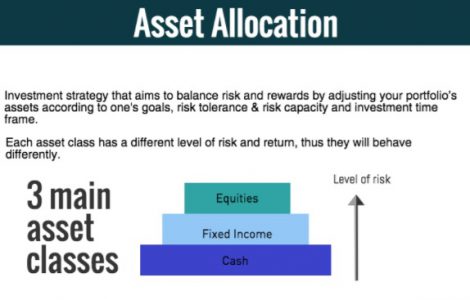 Asset Allocation
Investment strategy that aims to balance risk and rewards by adjusting your portfolio's
assets according to one's goals, risk tolerance & risk capacity and investment time
frame.
Each asset class has a different level of risk and return, thus they will behave
differently.
3 main
asset
classes
Level of risk
Equities
Fixed Income
Cash